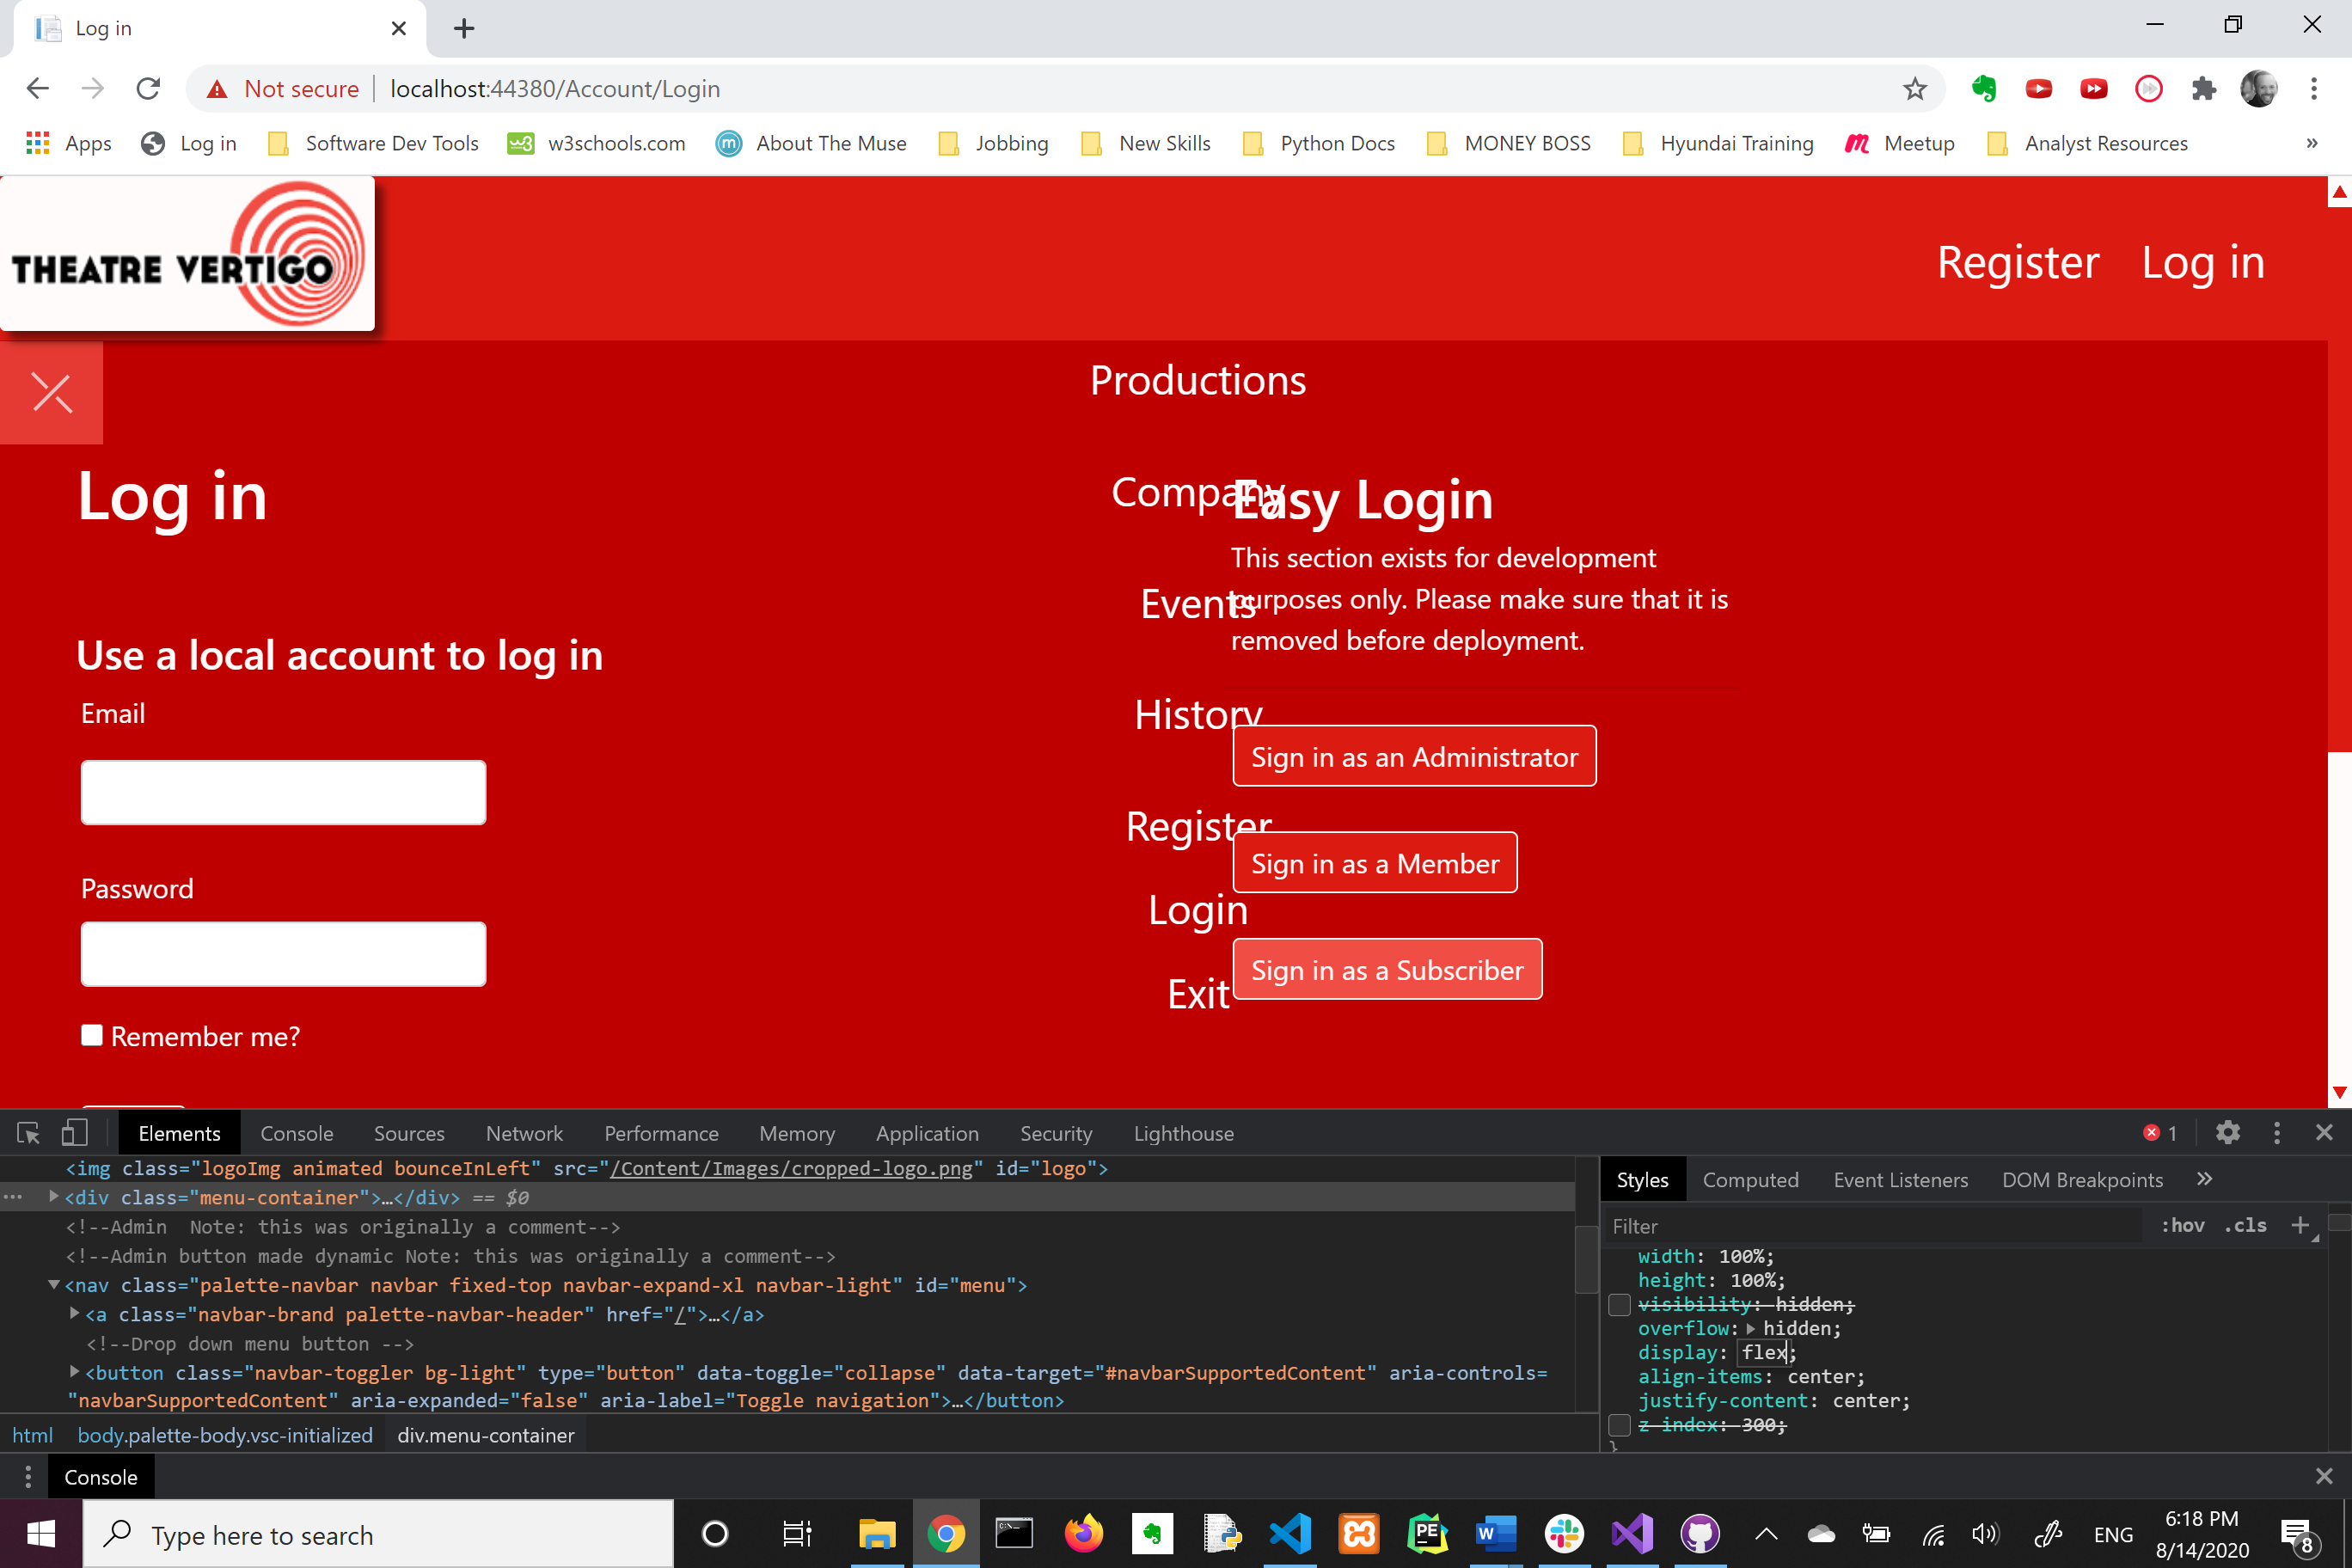 Log in
Not secure | localhost:44380/Account/Login
Apps Log in Software Dev Tools w3schools.com About The Muse Jobbing New Skills Python Docs MONEY BOSS Hyundai Training Meetup Analyst Resources »
THEATRE VERTIGO
Register Log in
Productions
Log in
Company
Easy Login
This section exists for development
Events
purposes only. Please make sure that it is
removed before deployment.
Use a local account to log in
Email
History
Sign in as an Administrator
Register
Sign in as a Member
Password
Login
Sign in as a Subscriber
Exit
Remember me?
Elements Console Sources Network Performance Memory Application Security Lighthouse 1
<img class="logoImg animated bounceInLeft" src="/Content/Images/cropped-logo.png" id="logo">
<div class="menu-container">…</div> == $0
<!--Admin  Note: this was originally a comment-->
<!--Admin button made dynamic Note: this was originally a comment-->
<nav class="palette-navbar navbar fixed-top navbar-expand-xl navbar-light" id="menu">
<a class="navbar-brand palette-navbar-header" href="/">…</a>
<!--Drop down menu button -->
<button class="navbar-toggler bg-light" type="button" data-toggle="collapse" data-target="#navbarSupportedContent" aria-controls=
"navbarSupportedContent" aria-expanded="false" aria-label="Toggle navigation">…</button>
html body.palette-body.vsc-initialized div.menu-container
Styles Computed Event Listeners DOM Breakpoints »
Filter :hov .cls +
width: 100%;
height: 100%;
visibility: hidden;
overflow: hidden;
display: flex;
align-items: center;
justify-content: center;
z-index: 300;
}
Console
Type here to search
C:\_
PE
W
ENG
6:18 PM
8/14/2020
8